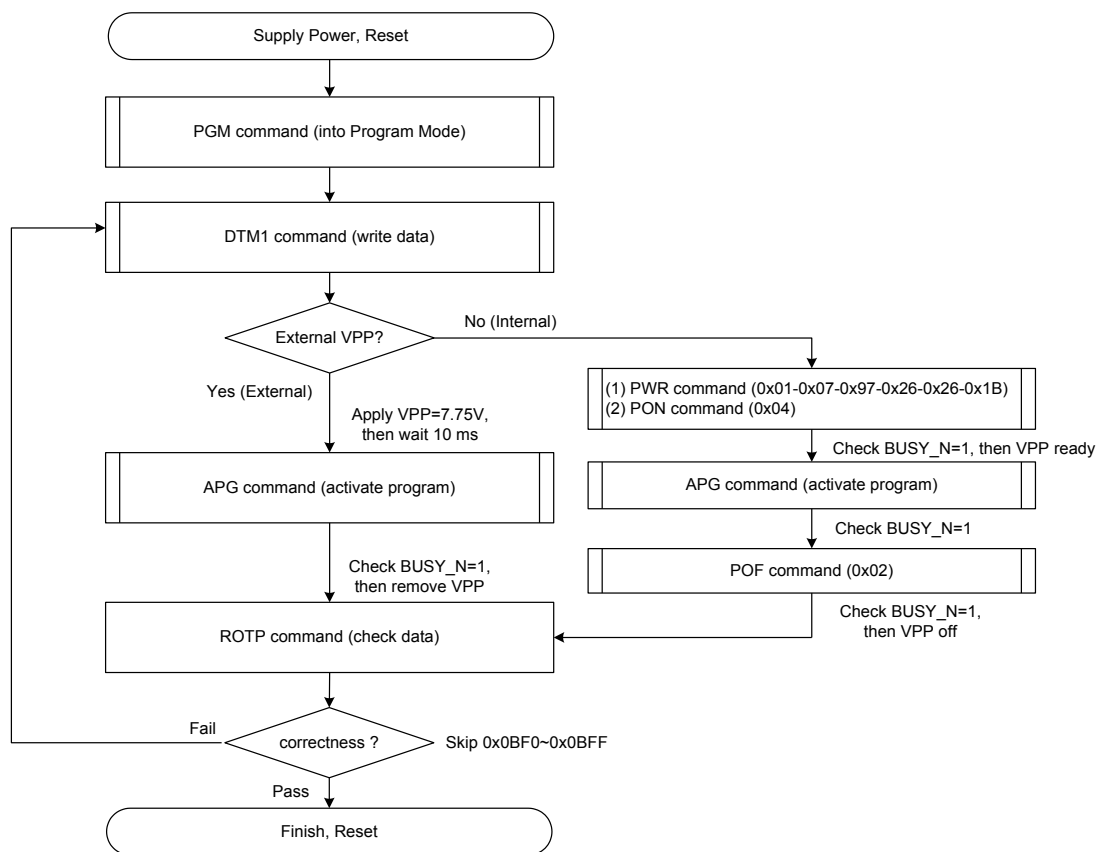 Supply Power, Reset
PGM command (into Program Mode)
DTM1 command (write data)
External VPP?
No (Internal)
Yes (External)
(1) PWR command (0x01-0x07-0x97-0x26-0x26-0x1B)
(2) PON command (0x04)
Apply VPP=7.75V,
then wait 10 ms
Check BUSY_N=1, then VPP ready
APG command (activate program)
APG command (activate program)
Check BUSY_N=1
Check BUSY_N=1,
then remove VPP
POF command (0x02)
Check BUSY_N=1,
then VPP off
ROTP command (check data)
Fail
correctness ?
Skip 0x0BF0~0x0BFF
Pass
Finish, Reset